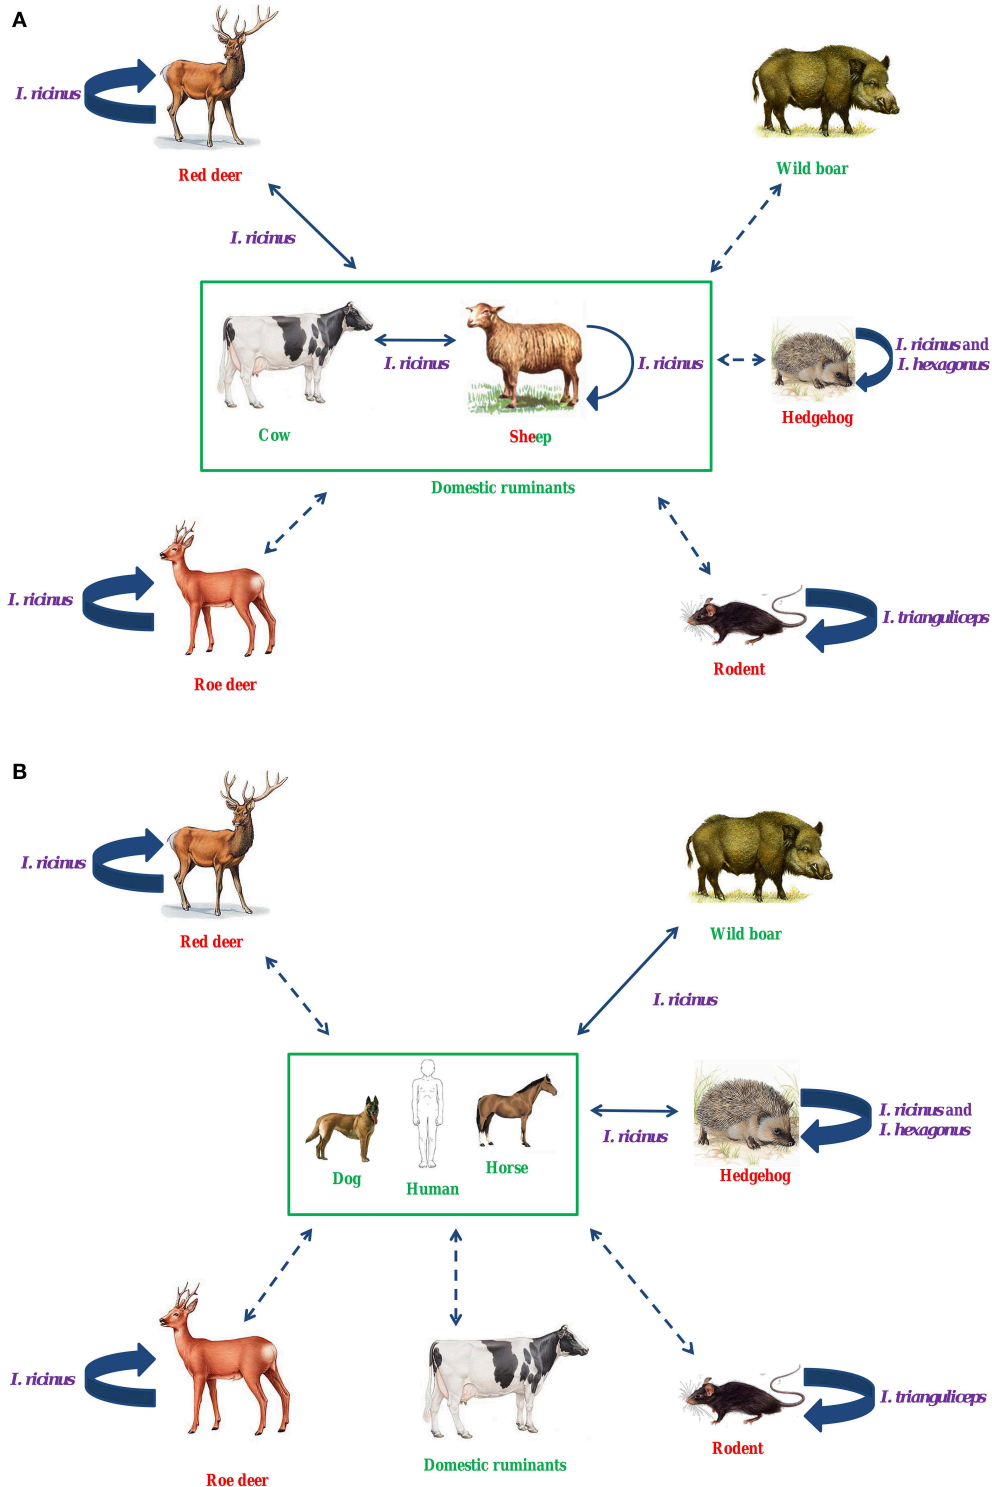 A
I. ricinus
Red deer
Wild boar
I. ricinus
I. ricinus
I. ricinus
I. ricinus and
I. hexagonus
Hedgehog
Cow
Sheep
Domestic ruminants
I. ricinus
Roe deer
I. trianguliceps
Rodent
B
I. ricinus
Red deer
Wild boar
I. ricinus
I. ricinus
I. ricinus and
I. hexagonus
Hedgehog
Dog
Human
Horse
I. ricinus
Roe deer
Domestic ruminants
I. trianguliceps
Rodent